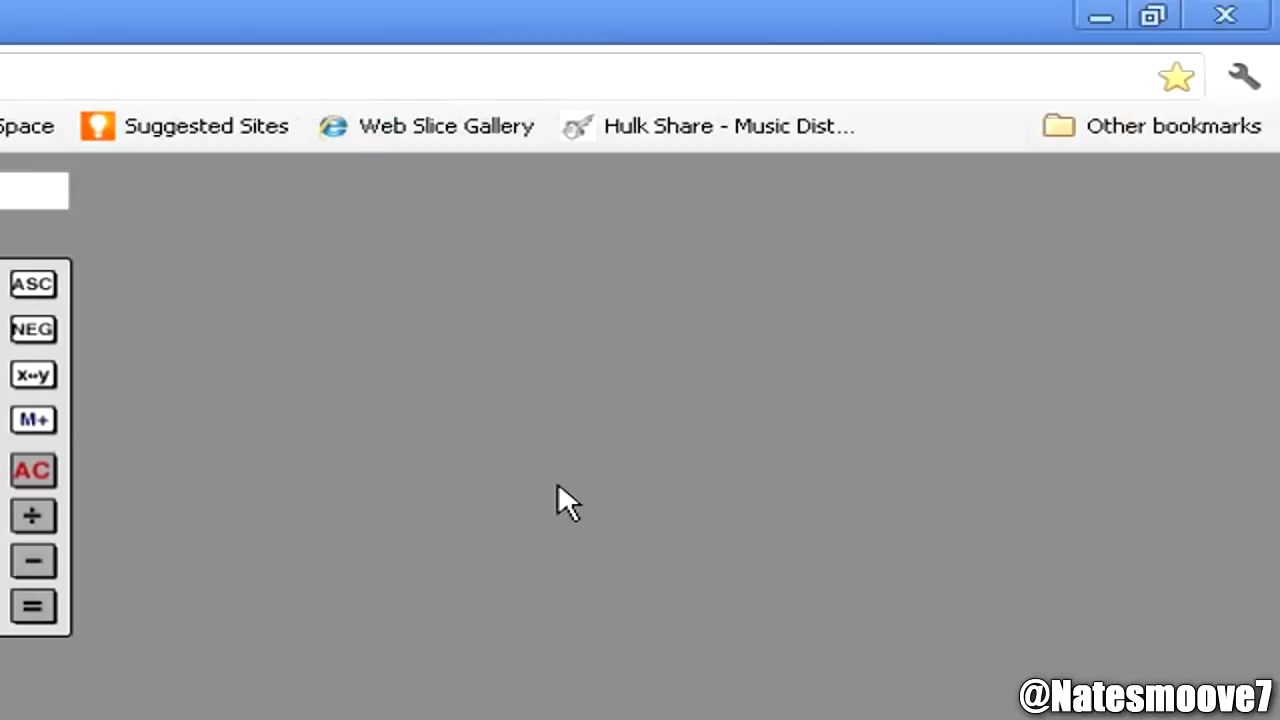 Space Suggested Sites Web Slice Gallery Hulk Share - Music Dist... Other bookmarks
ASC
NEG
x↔y
M+
AC
÷
−
=
@Natesmoove7